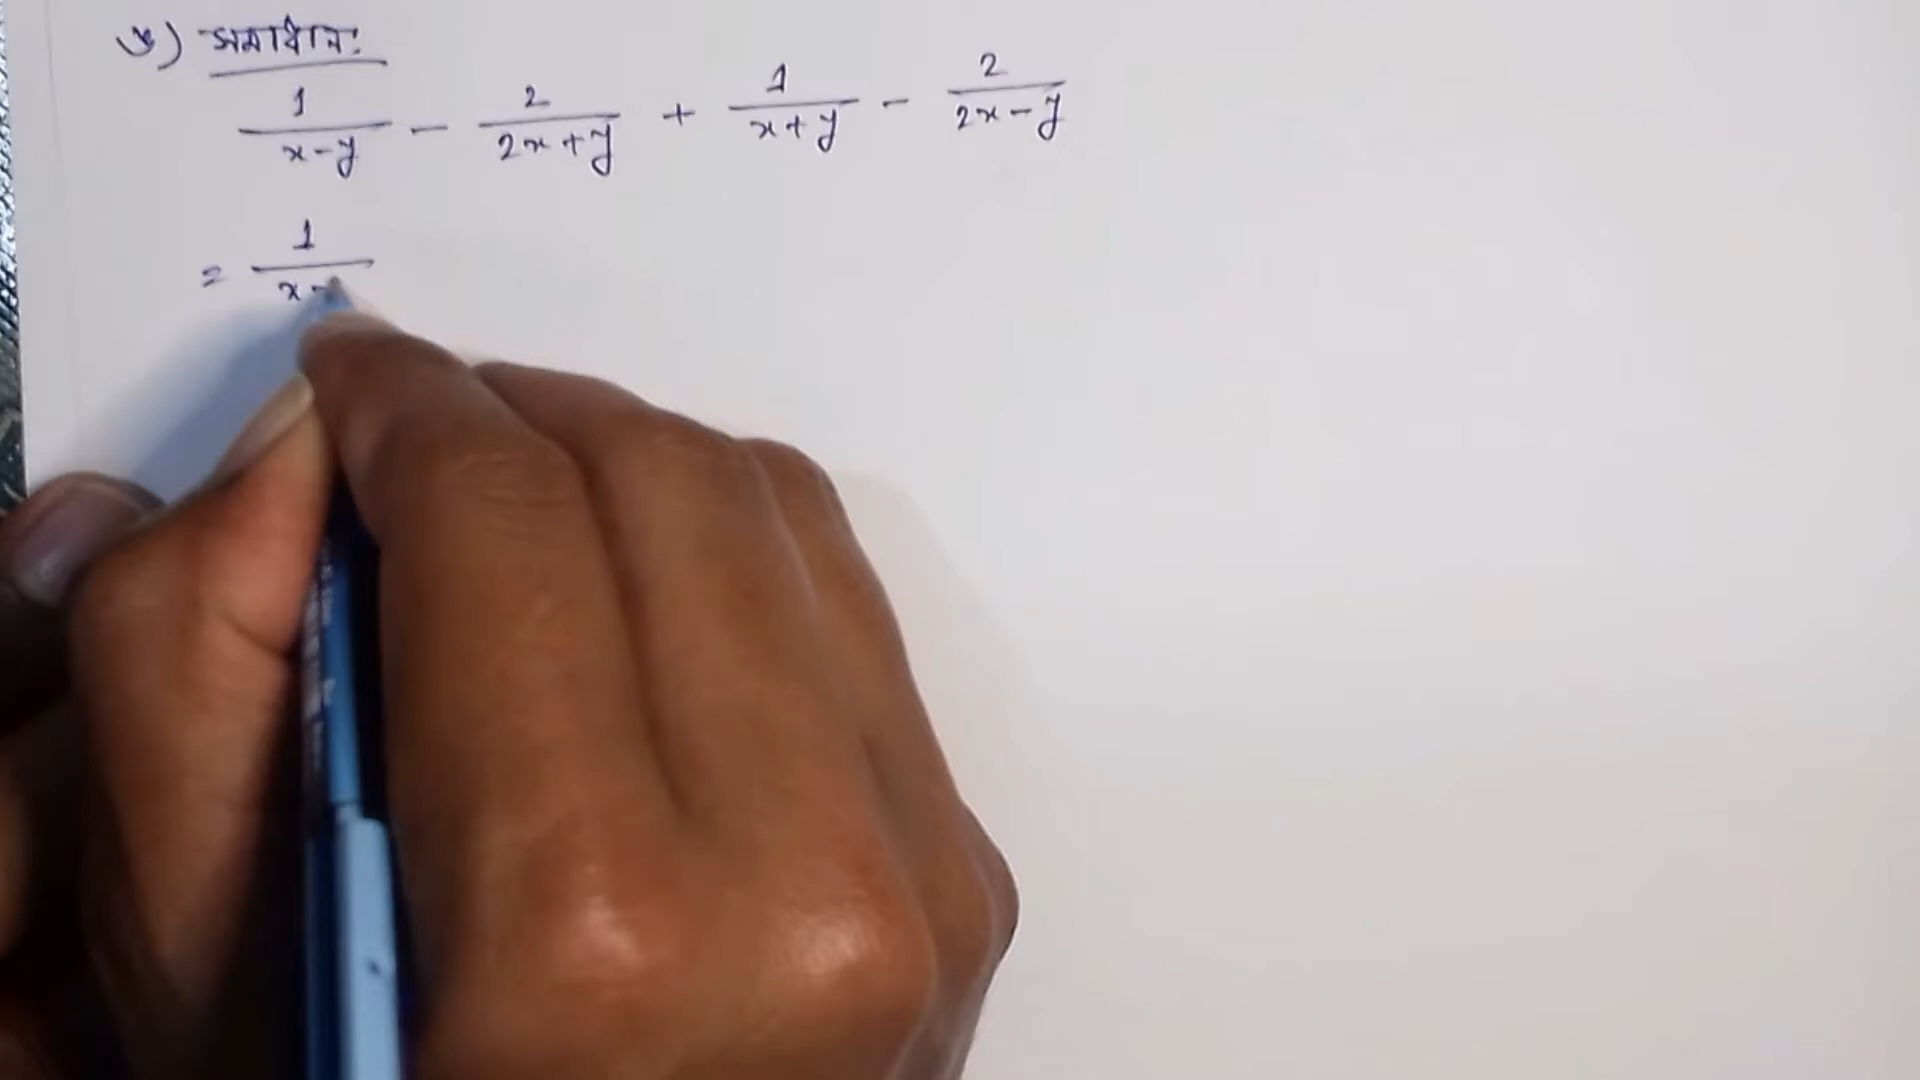 ৬) সমাধান:
1/(x-y) - 2/(2x+y) + 1/(x+y) - 2/(2x-y)
= 1/(x-